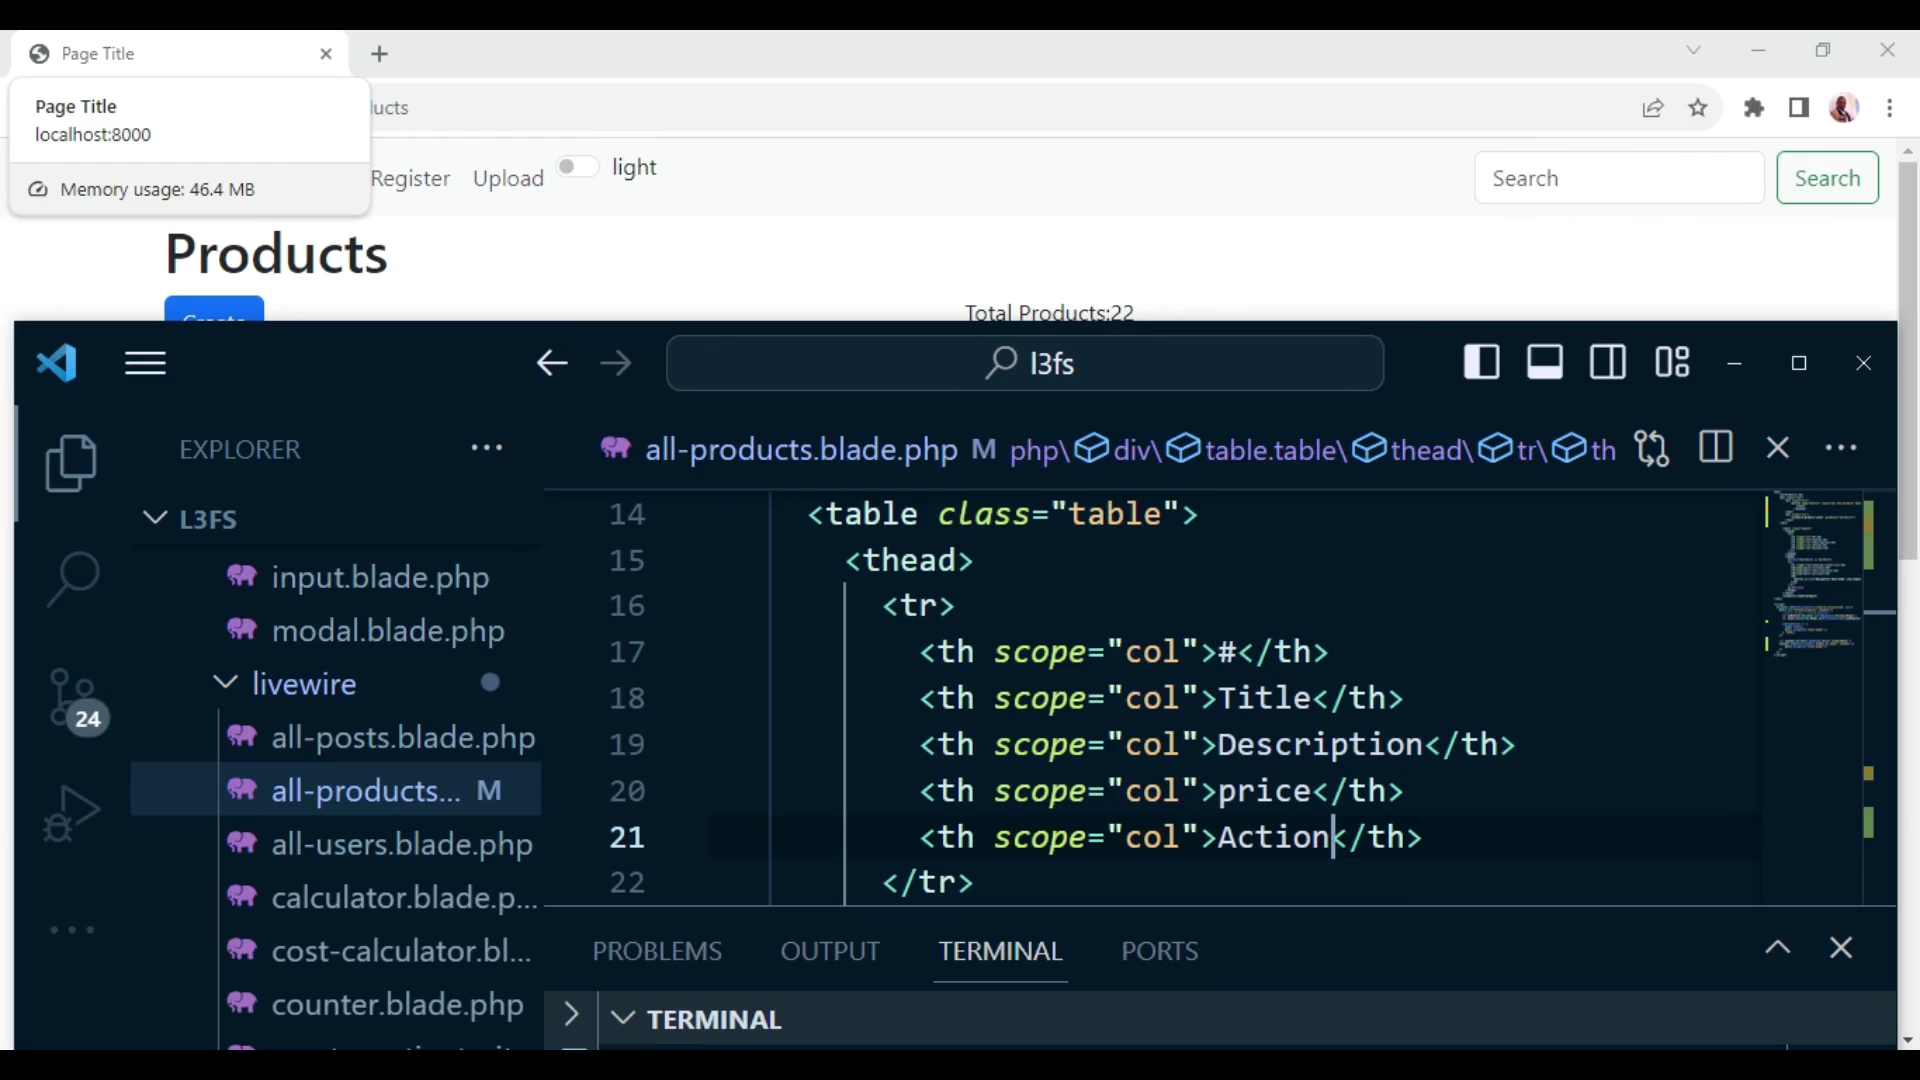 Page Title
Page Title
localhost:8000
Memory usage: 46.4 MB
ucts
Register Upload light
Search Search
Products
Total Products:22
l3fs
EXPLORER
all-products.blade.php M php\ div\ table.table\ thead\ tr\ th
L3FS
input.blade.php
modal.blade.php
livewire
all-posts.blade.php
all-products... M
all-users.blade.php
calculator.blade.p...
cost-calculator.bl...
counter.blade.php
24
14 <table class="table">
15 <thead>
16 <tr>
17 <th scope="col">#</th>
18 <th scope="col">Title</th>
19 <th scope="col">Description</th>
20 <th scope="col">price</th>
21 <th scope="col">Action</th>
22 </tr>
PROBLEMS OUTPUT TERMINAL PORTS
TERMINAL